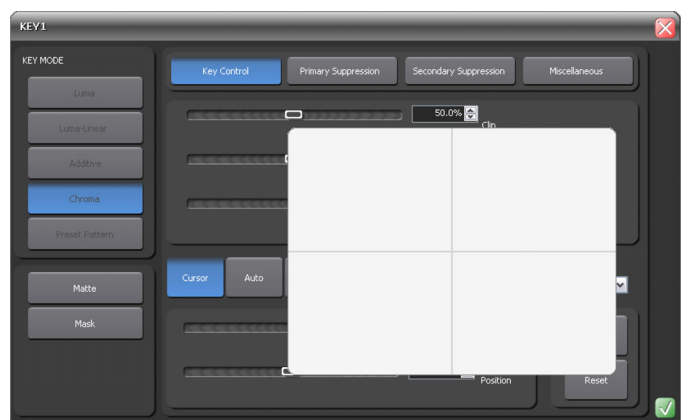 KEY1
KEY MODE
Luma
Luma-Linear
Additive
Chroma
Preset Pattern
Matte
Mask
Key Control
Primary Suppression
Secondary Suppression
Miscellaneous
50.0%
Clip
Cursor
Auto
Position
Reset